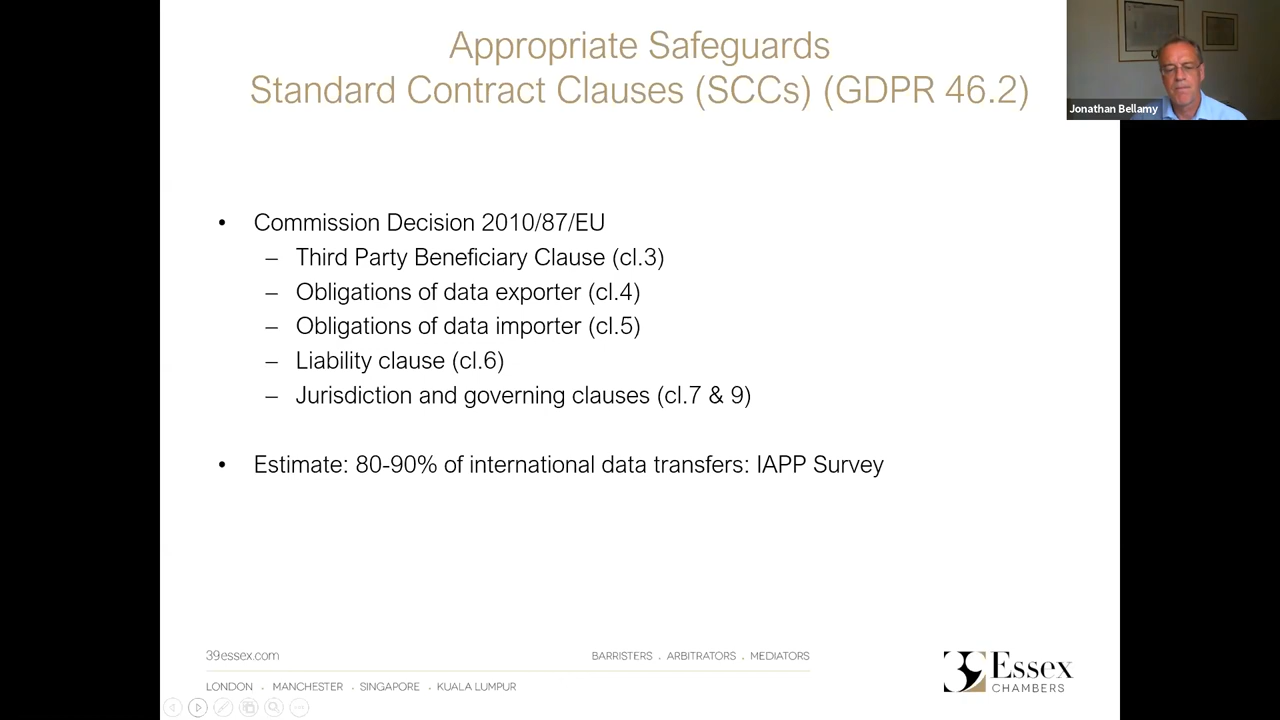 Appropriate Safeguards
Standard Contract Clauses (SCCs) (GDPR 46.2)
Jonathan Bellamy
• Commission Decision 2010/87/EU
– Third Party Beneficiary Clause (cl.3)
– Obligations of data exporter (cl.4)
– Obligations of data importer (cl.5)
– Liability clause (cl.6)
– Jurisdiction and governing clauses (cl.7 & 9)
• Estimate: 80-90% of international data transfers: IAPP Survey
39essex.com
BARRISTERS . ARBITRATORS . MEDIATORS
LONDON . MANCHESTER . SINGAPORE . KUALA LUMPUR
39 Essex
CHAMBERS